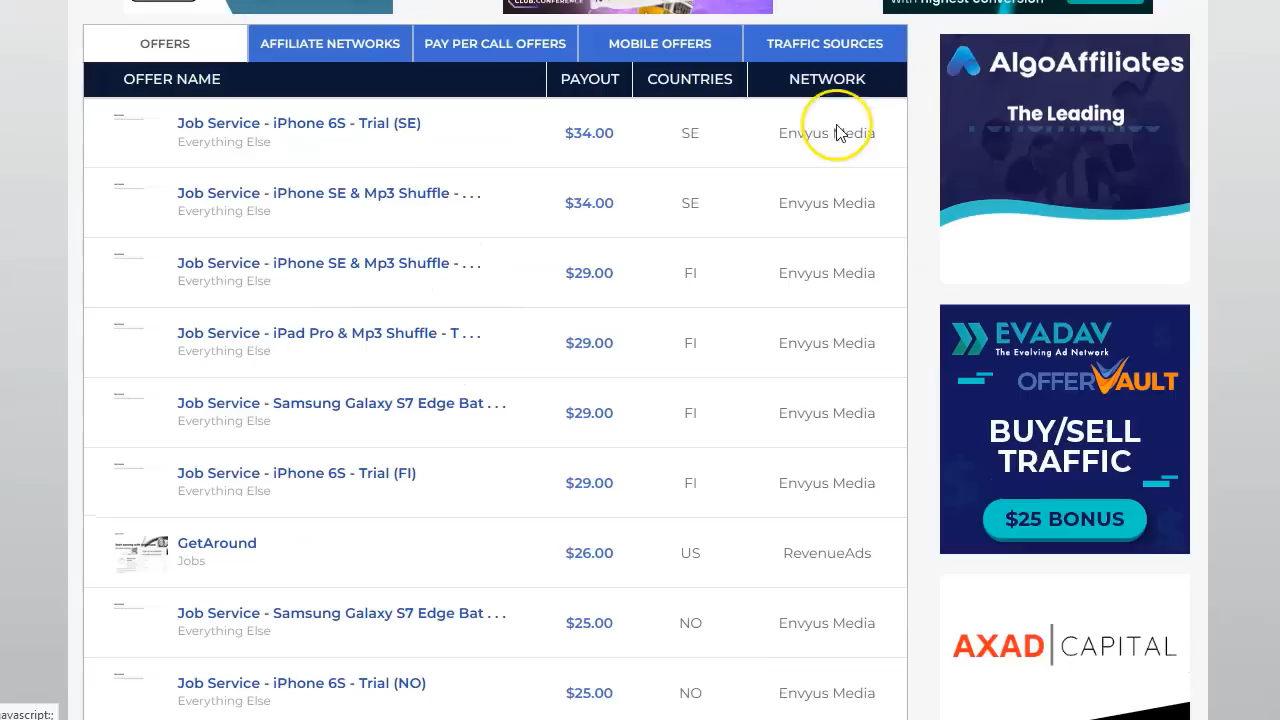 CLUB.CONFERENCE
with highest conversion
OFFERS
AFFILIATE NETWORKS
PAY PER CALL OFFERS
MOBILE OFFERS
TRAFFIC SOURCES
OFFER NAME
PAYOUT
COUNTRIES
NETWORK
Job Service - iPhone 6S - Trial (SE)
Everything Else
$34.00
SE
Envyus Media
Job Service - iPhone SE & Mp3 Shuffle - . . .
Everything Else
$34.00
SE
Envyus Media
Job Service - iPhone SE & Mp3 Shuffle - . . .
Everything Else
$29.00
FI
Envyus Media
Job Service - iPad Pro & Mp3 Shuffle - T . . .
Everything Else
$29.00
FI
Envyus Media
Job Service - Samsung Galaxy S7 Edge Bat . . .
Everything Else
$29.00
FI
Envyus Media
Job Service - iPhone 6S - Trial (FI)
Everything Else
$29.00
FI
Envyus Media
GetAround
Jobs
$26.00
US
RevenueAds
Job Service - Samsung Galaxy S7 Edge Bat . . .
Everything Else
$25.00
NO
Envyus Media
Job Service - iPhone 6S - Trial (NO)
Everything Else
$25.00
NO
Envyus Media
AlgoAffiliates
The Leading
EVADAV
The Evolving Ad Network
OFFERVAULT
BUY/SELL
TRAFFIC
$25 BONUS
AXAD CAPITAL
avascript:;